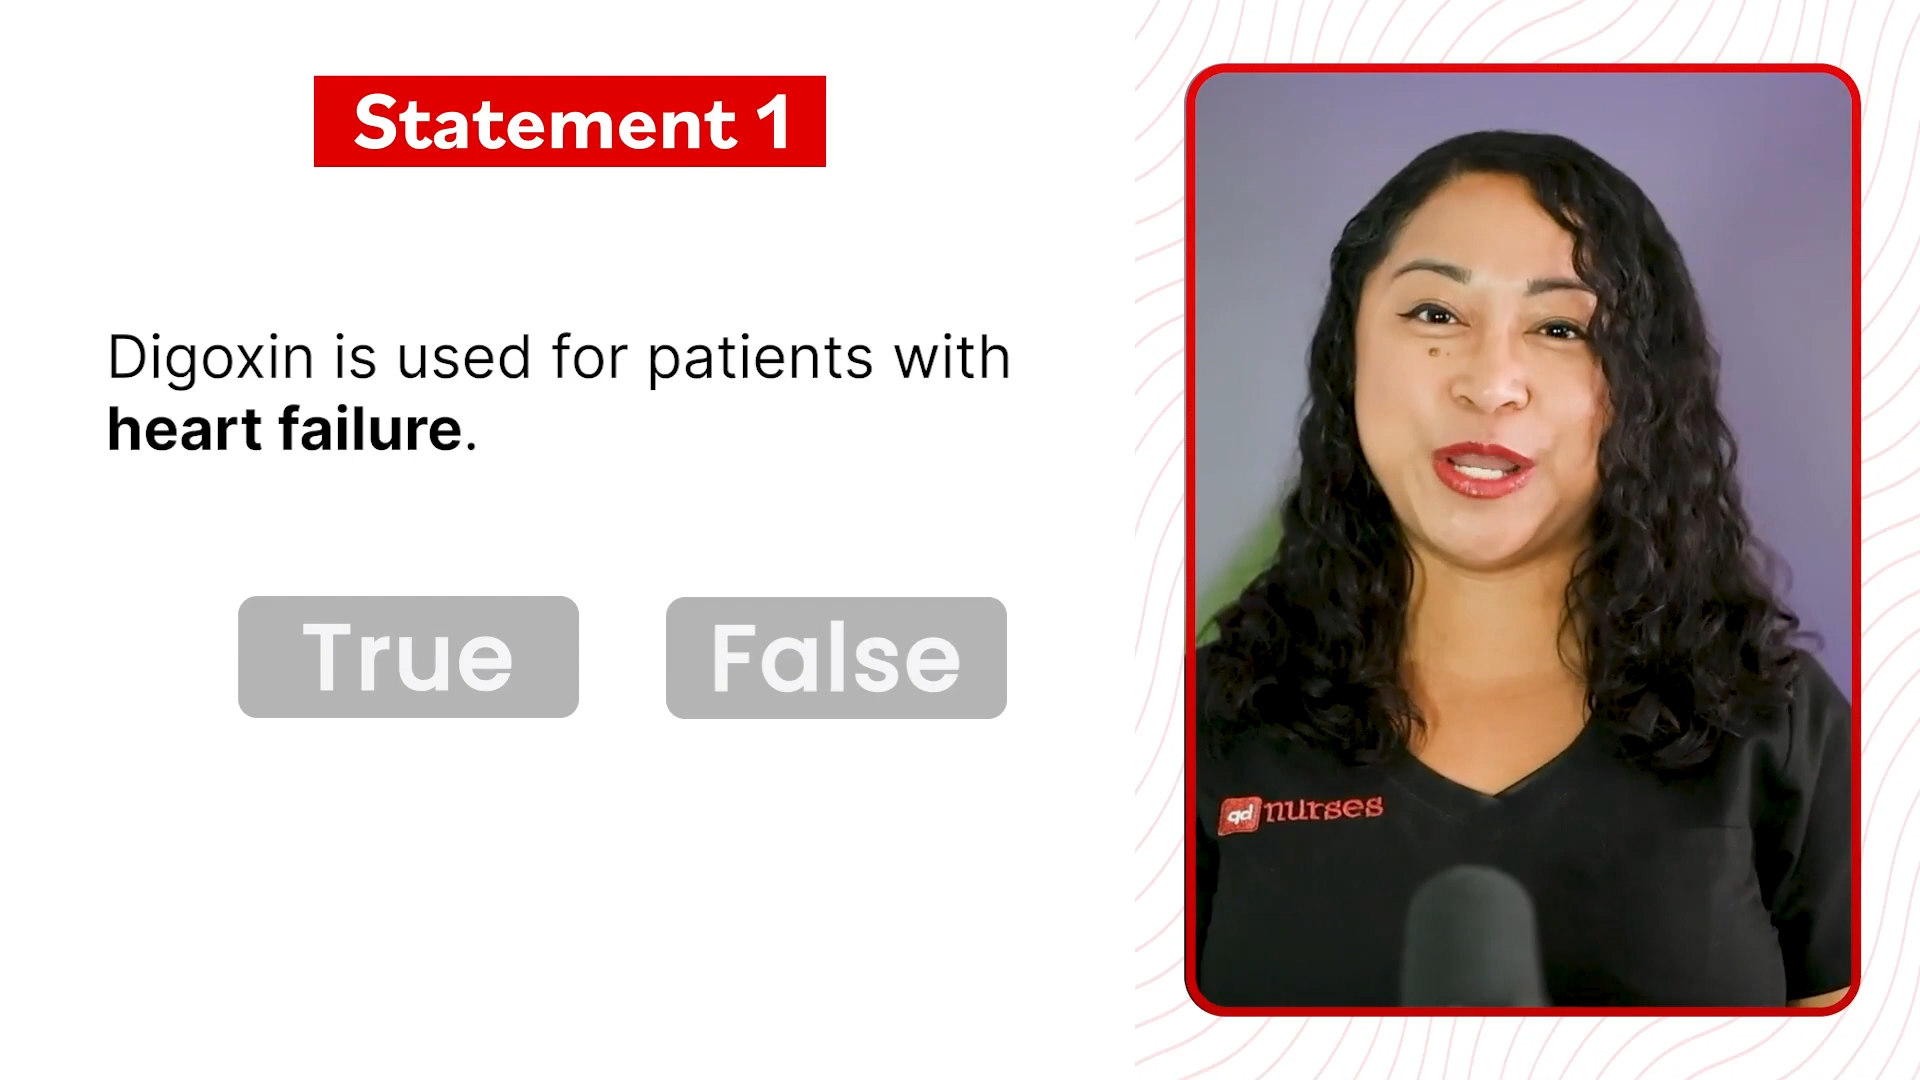 Statement 1
Digoxin is used for patients with
heart failure.
True
False
qd nurses